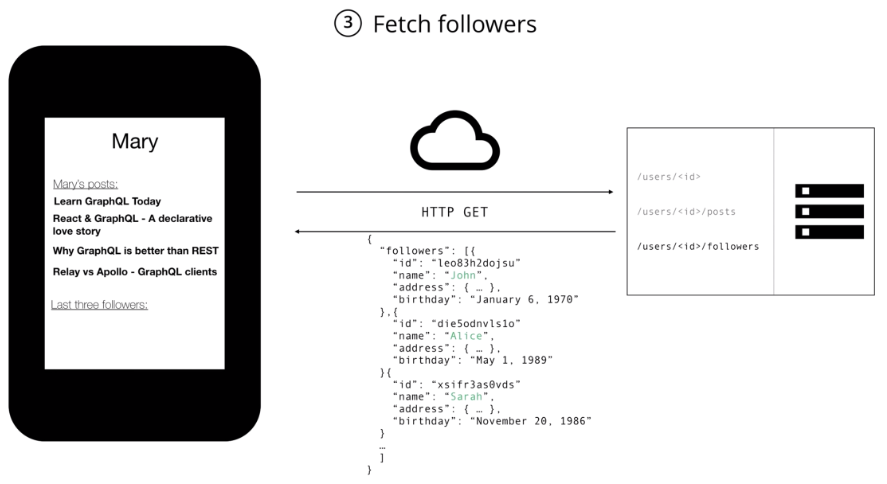 3 Fetch followers
Mary
Mary's posts:
Learn GraphQL Today
React & GraphQL - A declarative
love story
Why GraphQL is better than REST
Relay vs Apollo - GraphQL clients
Last three followers:
HTTP GET
{
"followers": [{
"id": "leo83h2dojsu"
"name": "John",
"address": { … },
"birthday": "January 6, 1970"
},{
"id": "die5odnvls1o"
"name": "Alice",
"address": { … },
"birthday": "May 1, 1989"
}{
"id": "xsifr3as0vds"
"name": "Sarah",
"address": { … },
"birthday": "November 20, 1986"
}
…
]
}
/users/<id>
/users/<id>/posts
/users/<id>/followers